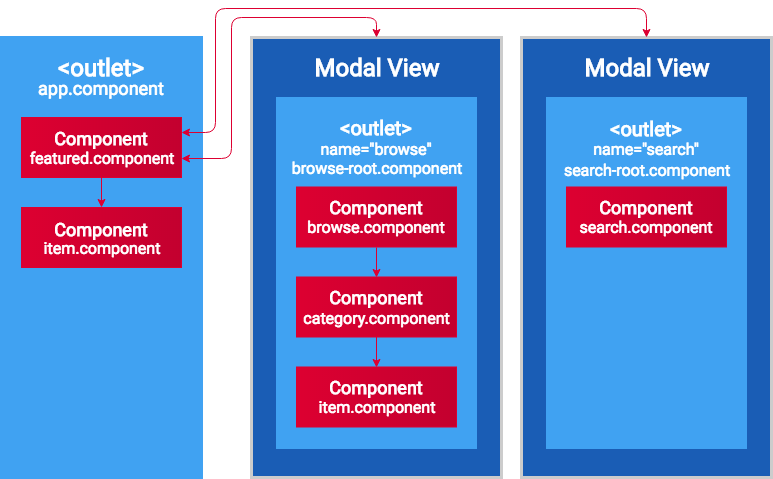 <outlet>
app.component
Component
featured.component
Component
item.component
Modal View
<outlet>
name="browse"
browse-root.component
Component
browse.component
Component
category.component
Component
item.component
Modal View
<outlet>
name="search"
search-root.component
Component
search.component